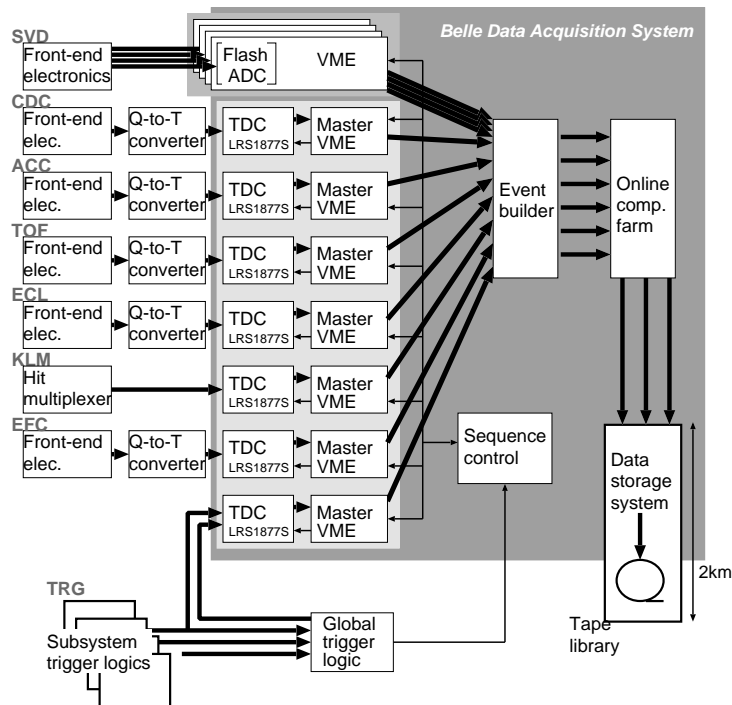 Belle Data Acquisition System
SVD
Front-end
electronics
Flash
ADC
VME
CDC
Front-end
elec.
Q-to-T
converter
TDC
LRS1877S
Master
VME
ACC
Front-end
elec.
Q-to-T
converter
TDC
LRS1877S
Master
VME
TOF
Front-end
elec.
Q-to-T
converter
TDC
LRS1877S
Master
VME
ECL
Front-end
elec.
Q-to-T
converter
TDC
LRS1877S
Master
VME
KLM
Hit
multiplexer
TDC
LRS1877S
Master
VME
EFC
Front-end
elec.
Q-to-T
converter
TDC
LRS1877S
Master
VME
TDC
LRS1877S
Master
VME
Event
builder
Online
comp.
farm
Sequence
control
Data
storage
system
2km
Tape
library
TRG
Subsystem
trigger logics
Global
trigger
logic